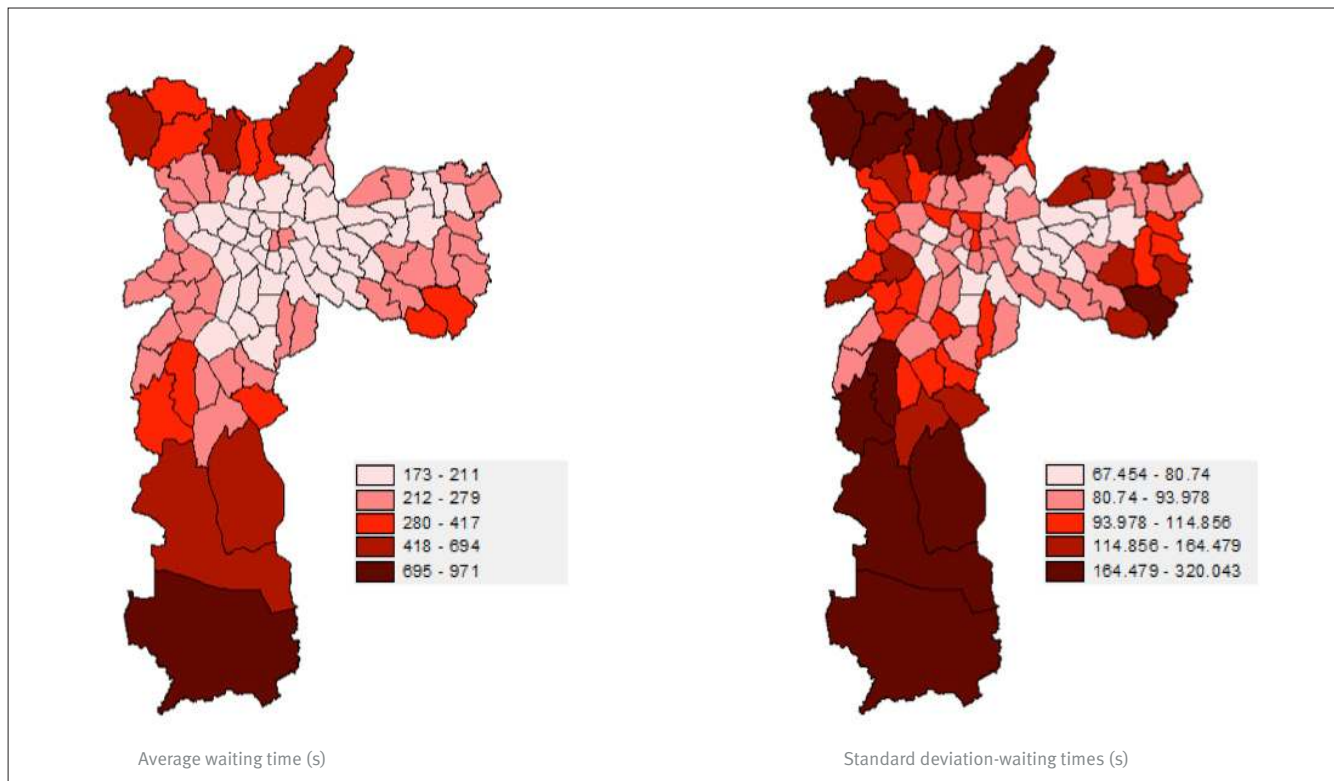 173 - 211
212 - 279
280 - 417
418 - 694
695 - 971
67.454 - 80.74
80.74 - 93.978
93.978 - 114.856
114.856 - 164.479
164.479 - 320.043
Average waiting time (s)
Standard deviation-waiting times (s)